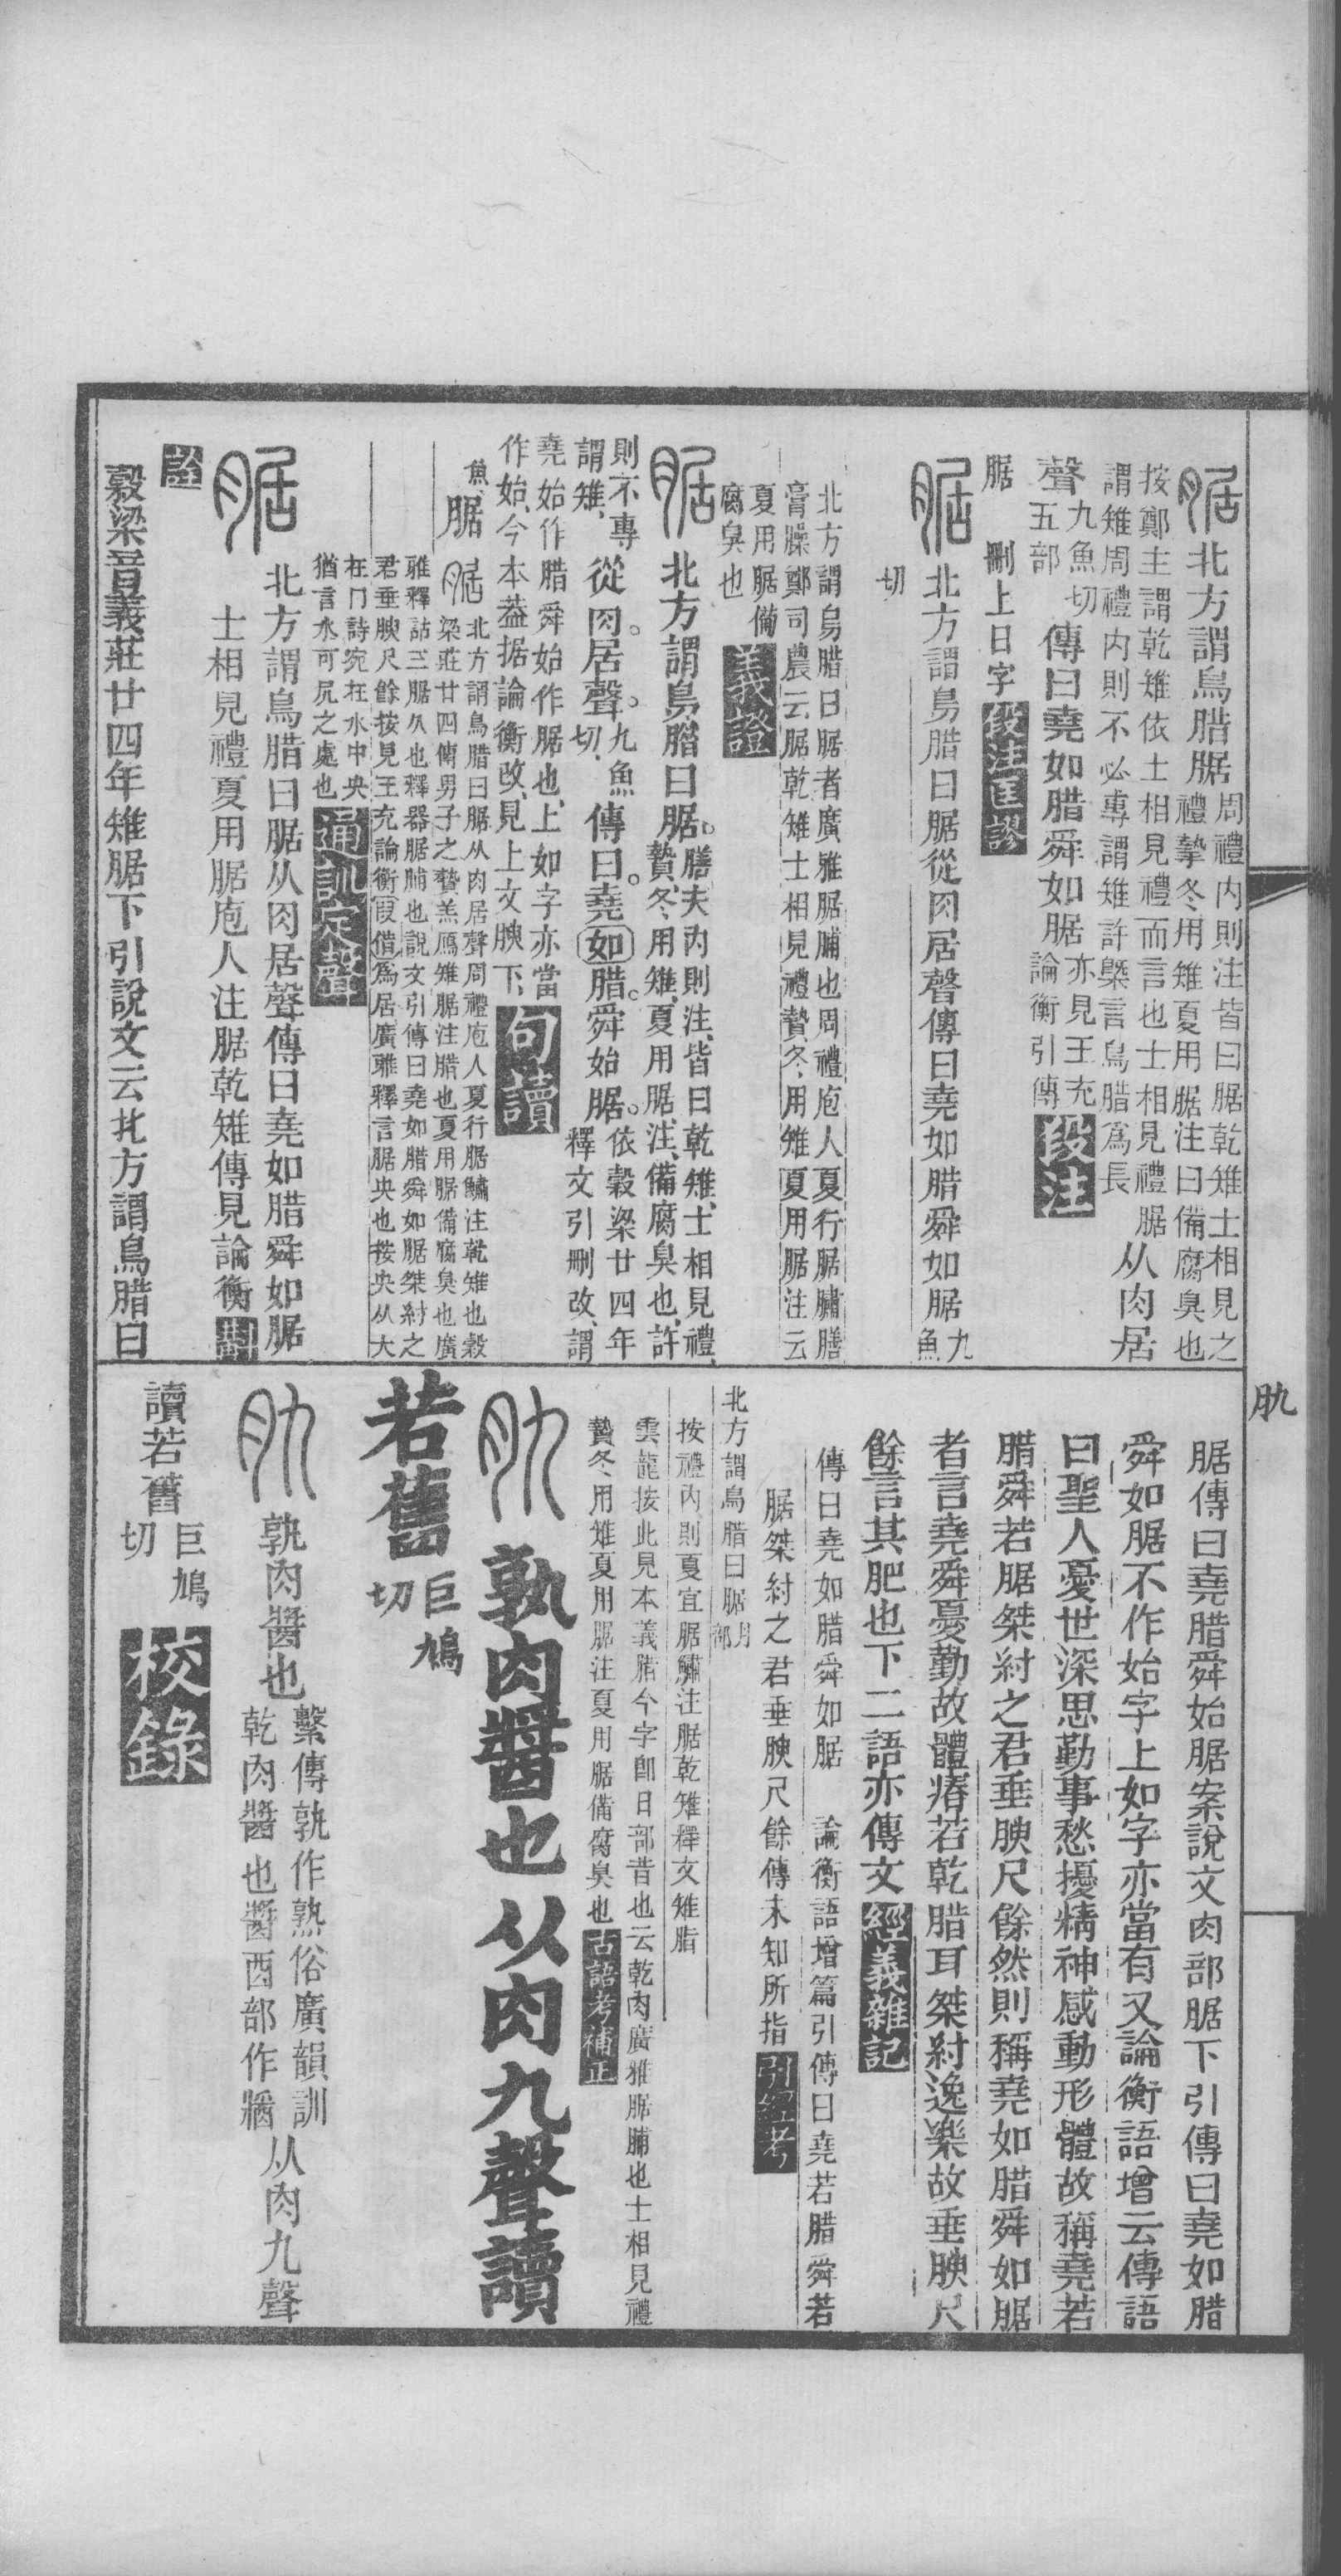 北方謂鳥腊腒周禮内則注皆曰腒乾雉士相見之
禮摯冬用雉夏用腒注曰備腐臭也
按鄭主謂乾雉依士相見禮而言也士相見禮腒
謂雉周禮内則不必專謂雉許槩言鳥腊爲長
从肉居
聲九魚切
五部
傳曰堯如腊舜如腒亦見王充
論衡引傳
段注
腒
刪上日字
段注匡謬
北方謂鳥腊曰腒從肉居聲傳曰堯如腊舜如腒九魚
切
北方謂鳥腊曰腒者廣雅腒脯也周禮庖人夏行腒鱐膳
膏臊鄭司農云腒乾雉士相見禮贄冬用雉夏用腒注云
夏用腒備
腐臭也
義證
北方謂鳥腊曰腒膳夫内則注皆曰乾雉士相見禮
贄冬用雉夏用腒注備腐臭也許
則不專
謂雉
從肉居聲九魚
切
傳曰堯如腊舜始腒依穀梁廿四年
釋文引刪改謂
堯始作腊舜始作腒也上如字亦當
作始今本葢据論衡改見上文腴下
句讀
魚腒
北方謂鳥腊曰腒从肉居聲周禮庖人夏行腒鱐注乾雉也穀
梁莊廿四傳男子之贄羔鴈雉腒注腊也夏用腒備腐臭也廣
雅釋詁三腒久也釋器腒脯也說文引傳曰堯如腊舜如腒桀紂之
君垂腴尺餘按見王充論衡叚借爲居廣雅釋言腒央也按央从大
在冂詩宛在水中央
猶言水可凥之處也
通訓定聲
北方謂鳥腊曰腒从肉居聲傳曰堯如腊舜如腒
士相見禮夏用腒庖人注腒乾雉傳見論衡
斠
詮
穀梁音義莊廿四年雉腒下引說文云北方謂鳥腊曰
腒傳曰堯腊舜始腒案說文肉部腒下引傳曰堯如腊
舜如腒不作始字上如字亦當有又論衡語增云傳語
曰聖人憂世深思勤事愁擾精神感動形體故稱堯若
腊舜若腒桀紂之君垂腴尺餘然則稱堯如腊舜如腒
者言堯舜憂勤故體瘠若乾腊耳桀紂逸樂故垂腴尺
餘言其肥也下二語亦傳文
經義雜記
傳曰堯如腊舜如腒 論衡語增篇引傳曰堯若腊舜若
腒桀紂之君垂腴尺餘傳未知所指
引經考
北方謂鳥腊曰腒月
部
按禮内則夏宜腒鱐注腒乾雉釋文雉腊
雲龍按此見本義腊今字卽日部昔也云乾肉廣雅腒脯也士相見禮
贄冬用雉夏用腒注夏用腒備腐臭也
古語考補正
孰肉醬也从肉九聲讀
若舊巨鳩
切
孰肉醬也繫傳孰作熟俗廣韻訓
乾肉醬也醬酉部作牆
从肉九聲
讀若舊巨鳩
切
校錄
肍